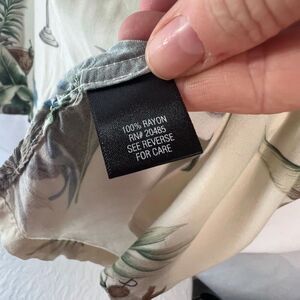 100% RAYON
RN# 20485
SEE REVERSE
FOR CARE